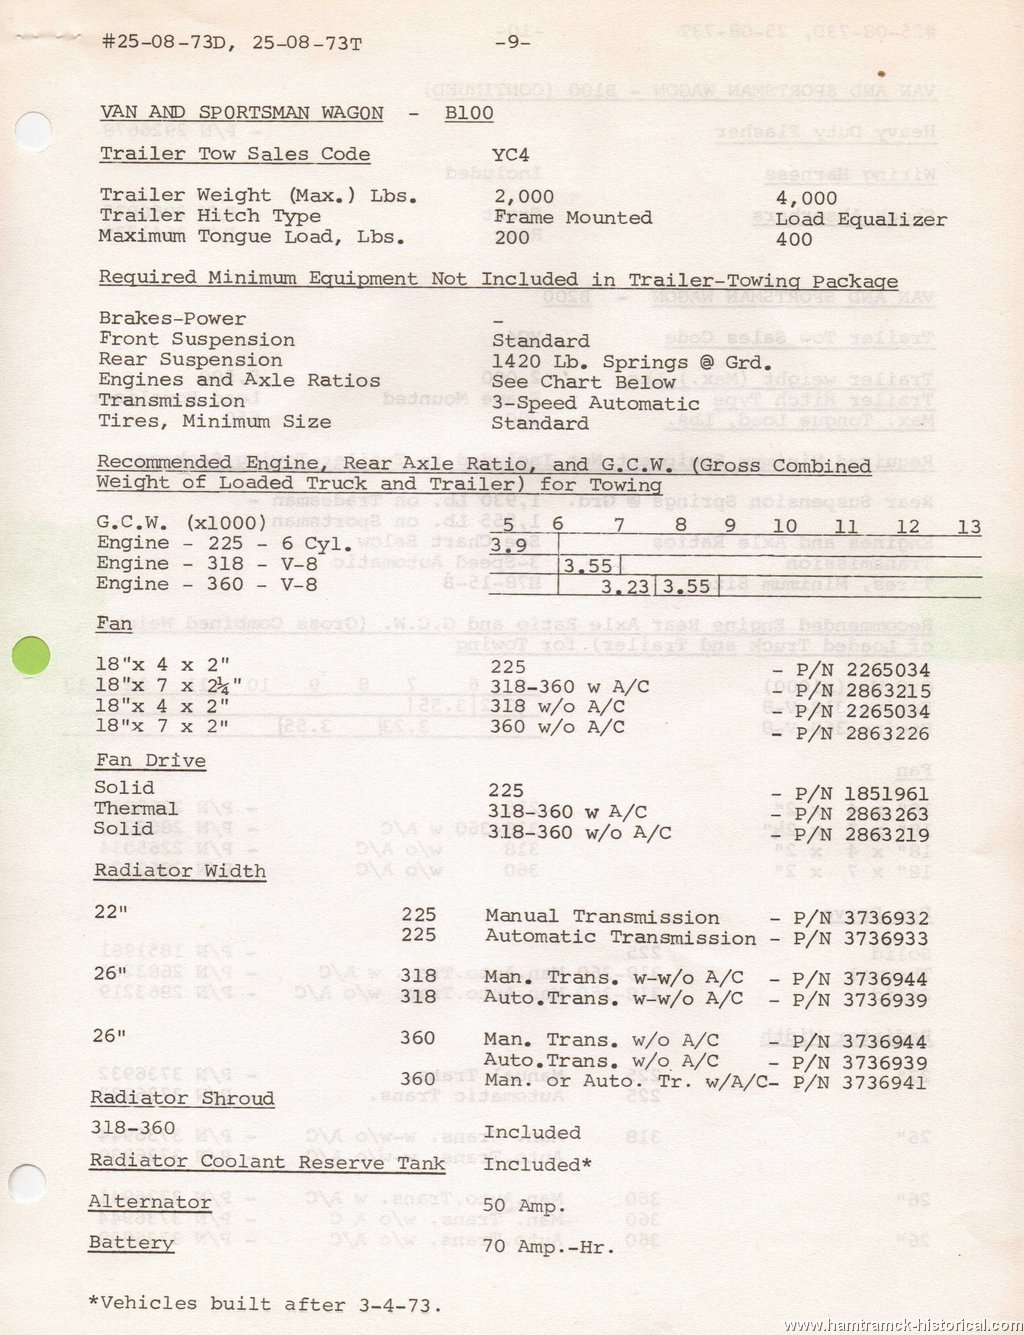 #25-08-73D, 25-08-73T -9-
VAN AND SPORTSMAN WAGON - B100
Trailer Tow Sales Code YC4
Trailer Weight (Max.) Lbs. 2,000 4,000
Trailer Hitch Type Frame Mounted Load Equalizer
Maximum Tongue Load, Lbs. 200 400
Required Minimum Equipment Not Included in Trailer-Towing Package
Brakes-Power -
Front Suspension Standard
Rear Suspension 1420 Lb. Springs @ Grd.
Engines and Axle Ratios See Chart Below
Transmission 3-Speed Automatic
Tires, Minimum Size Standard
Recommended Engine, Rear Axle Ratio, and G.C.W. (Gross Combined
Weight of Loaded Truck and Trailer) for Towing
G.C.W. (x1000) 5 6 7 8 9 10 11 12 13
Engine - 225 - 6 Cyl. 3.9
Engine - 318 - V-8 3.55
Engine - 360 - V-8 3.23 3.55
Fan
18"x 4 x 2" 225 - P/N 2265034
18"x 7 x 2¼" 318-360 w A/C - P/N 2863215
18"x 4 x 2" 318 w/o A/C - P/N 2265034
18"x 7 x 2" 360 w/o A/C - P/N 2863226
Fan Drive
Solid 225 - P/N 1851961
Thermal 318-360 w A/C - P/N 2863263
Solid 318-360 w/o A/C - P/N 2863219
Radiator Width
22" 225 Manual Transmission - P/N 3736932
225 Automatic Transmission - P/N 3736933
26" 318 Man. Trans. w-w/o A/C - P/N 3736944
318 Auto.Trans. w-w/o A/C - P/N 3736939
26" 360 Man. Trans. w/o A/C - P/N 3736944
Auto.Trans. w/o A/C - P/N 3736939
360 Man. or Auto. Tr. w/A/C- P/N 3736941
Radiator Shroud
318-360 Included
Radiator Coolant Reserve Tank Included*
Alternator 50 Amp.
Battery 70 Amp.-Hr.
*Vehicles built after 3-4-73.
www.hamtramck-historical.com